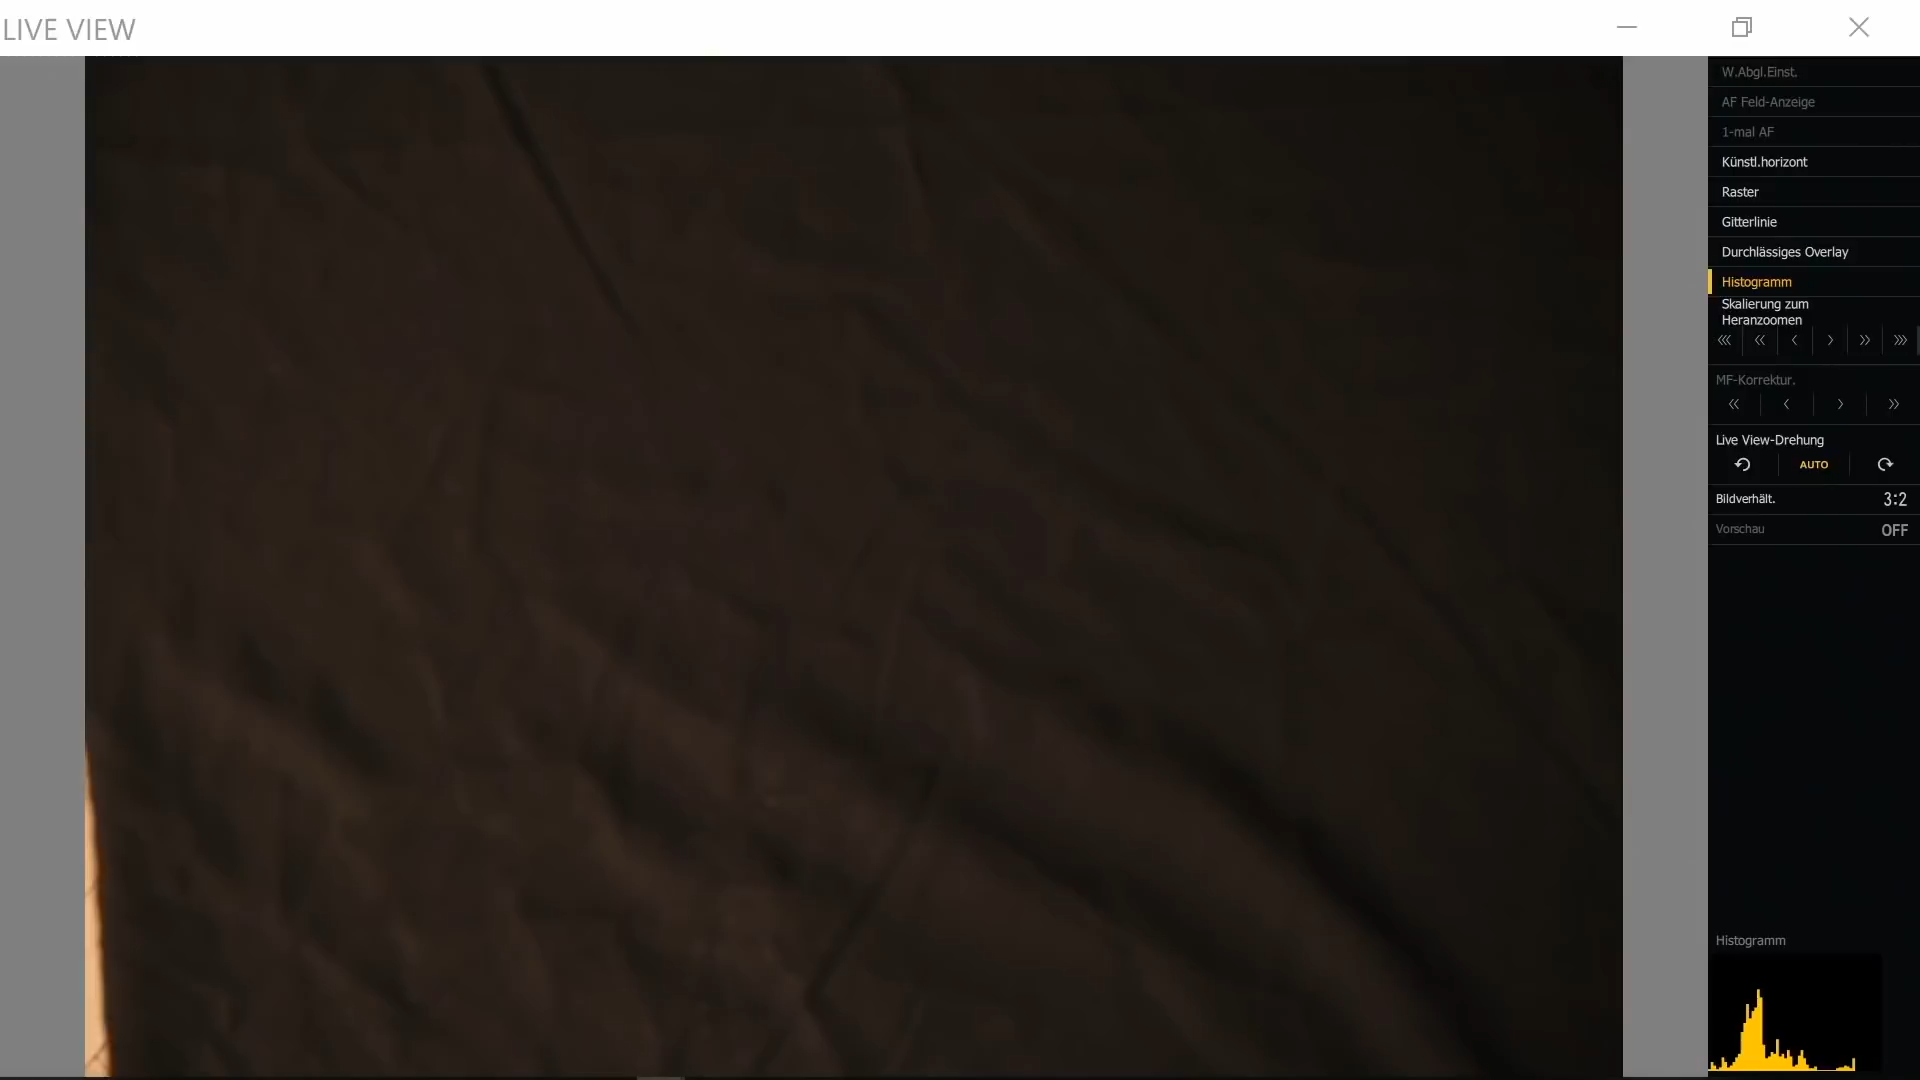 LIVE VIEW
W.Abgl.Einst.
AF Feld-Anzeige
1-mal AF
Künstl.horizont
Raster
Gitterlinie
Durchlässiges Overlay
Histogramm
Skalierung zum
Heranzoomen
MF-Korrektur.
Live View-Drehung
AUTO
Bildverhält. 3:2
Vorschau OFF
Histogramm